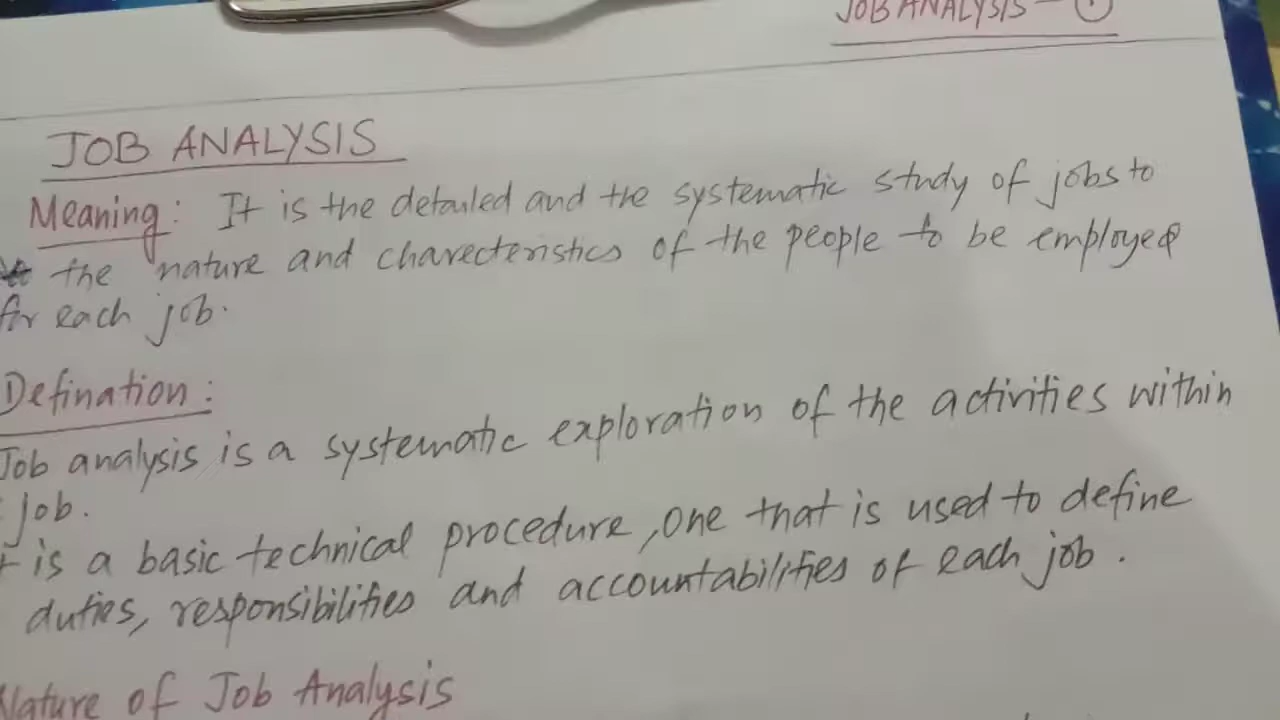 JOB ANALYSIS - 1
JOB ANALYSIS
Meaning: It is the detailed and the systematic study of jobs to
the nature and charecteristics of the people to be employed
for each job.
Defination:
Job analysis is a systematic exploration of the activities within
job.
is a basic technical procedure, one that is used to define
duties, responsibilities and accountabilities of each job.
Nature of Job Analysis